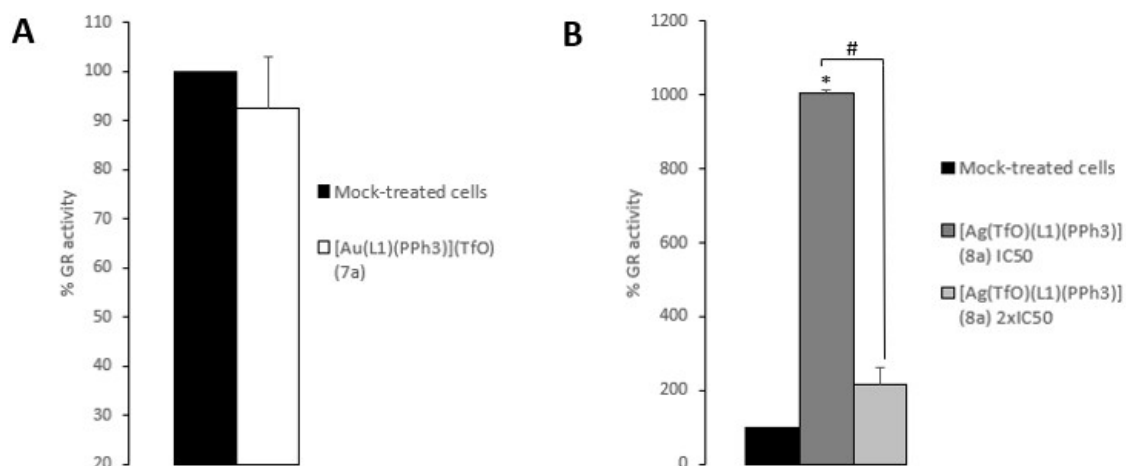 A
110
100
90
80
70
60
50
40
30
20
% GR activity
Mock-treated cells
[Au(L1)(PPh3)](TfO)
(7a)
B
1200
1000
800
600
400
200
0
% GR activity
*
#
Mock-treated cells
[Ag(TfO)(L1)(PPh3)]
(8a) IC50
[Ag(TfO)(L1)(PPh3)]
(8a) 2xIC50